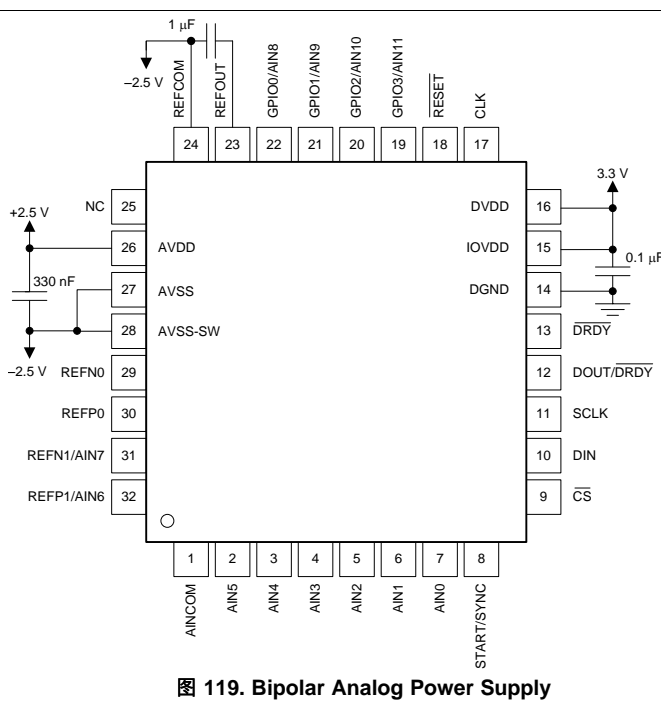 1 μF
–2.5 V
REFCOM
REFOUT
GPIO0/AIN8
GPIO1/AIN9
GPIO2/AIN10
GPIO3/AIN11
RESET
CLK
24
23
22
21
20
19
18
17
NC 25
+2.5 V
26 AVDD
330 nF
27 AVSS
28 AVSS-SW
–2.5 V
REFN0 29
REFP0 30
REFN1/AIN7 31
REFP1/AIN6 32
3.3 V
DVDD 16
IOVDD 15
0.1 μF
DGND 14
13 DRDY
12 DOUT/DRDY
11 SCLK
10 DIN
9 CS
1
2
3
4
5
6
7
8
AINCOM
AIN5
AIN4
AIN3
AIN2
AIN1
AIN0
START/SYNC
图 119. Bipolar Analog Power Supply